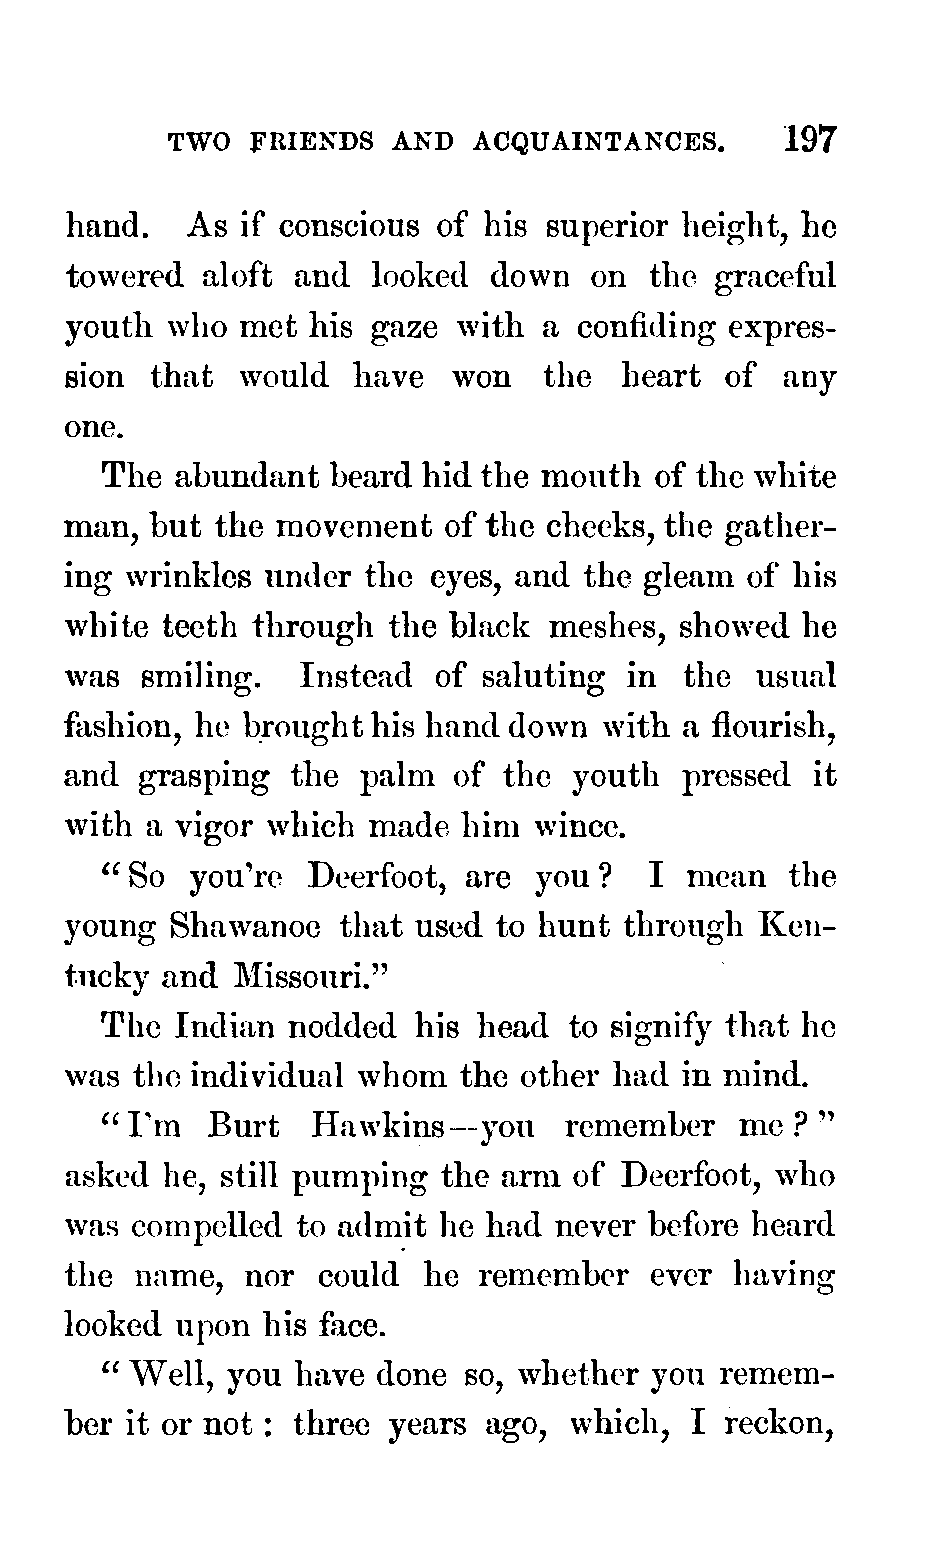 TWO FRIENDS AND ACQUAINTANCES. 197
hand. As if conscious of his superior height, he
towered aloft and looked down on the graceful
youth who met his gaze with a confiding expres-
sion that would have won the heart of any
one.
The abundant beard hid the mouth of the white
man, but the movement of the cheeks, the gather-
ing wrinkles under the eyes, and the gleam of his
white teeth through the black meshes, showed he
was smiling. Instead of saluting in the usual
fashion, he brought his hand down with a flourish,
and grasping the palm of the youth pressed it
with a vigor which made him wince.
“So you're Deerfoot, are you? I mean the
young Shawanoe that used to hunt through Ken-
tucky and Missouri.”
The Indian nodded his head to signify that he
was the individual whom the other had in mind.
“I'm Burt Hawkins—you remember me?”
asked he, still pumping the arm of Deerfoot, who
was compelled to admit he had never before heard
the name, nor could he remember ever having
looked upon his face.
“Well, you have done so, whether you remem-
ber it or not: three years ago, which, I reckon,